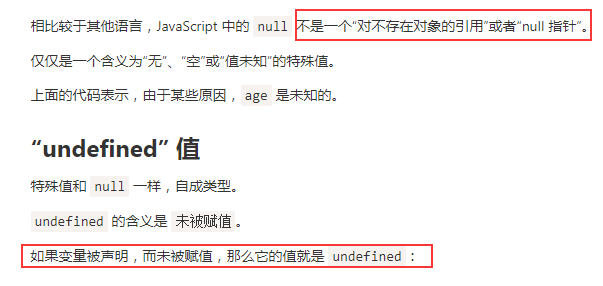 相比较于其他语言，JavaScript 中的 null 不是一个“对不存在对象的引用”或者“null 指针”。
仅仅是一个含义为“无”、“空”或“值未知”的特殊值。
上面的代码表示，由于某些原因，age 是未知的。
“undefined” 值
特殊值和 null 一样，自成类型。
undefined 的含义是 未被赋值。
如果变量被声明，而未被赋值，那么它的值就是 undefined：